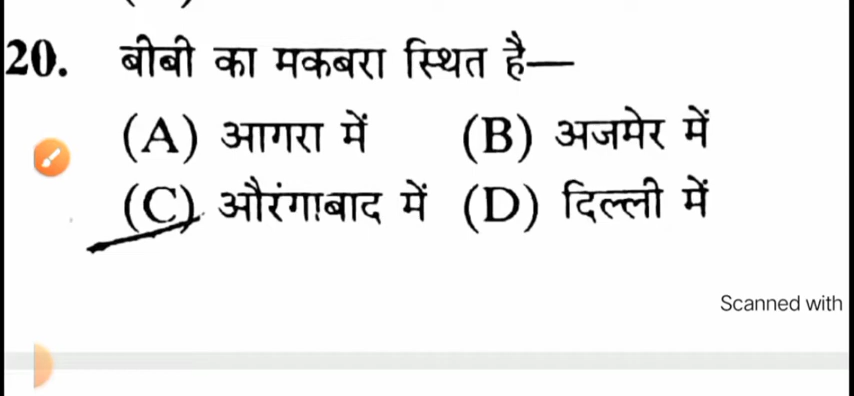 20. बीबी का मकबरा स्थित है—
(A) आगरा में (B) अजमेर में
(C) औरंगाबाद में (D) दिल्ली में
Scanned with